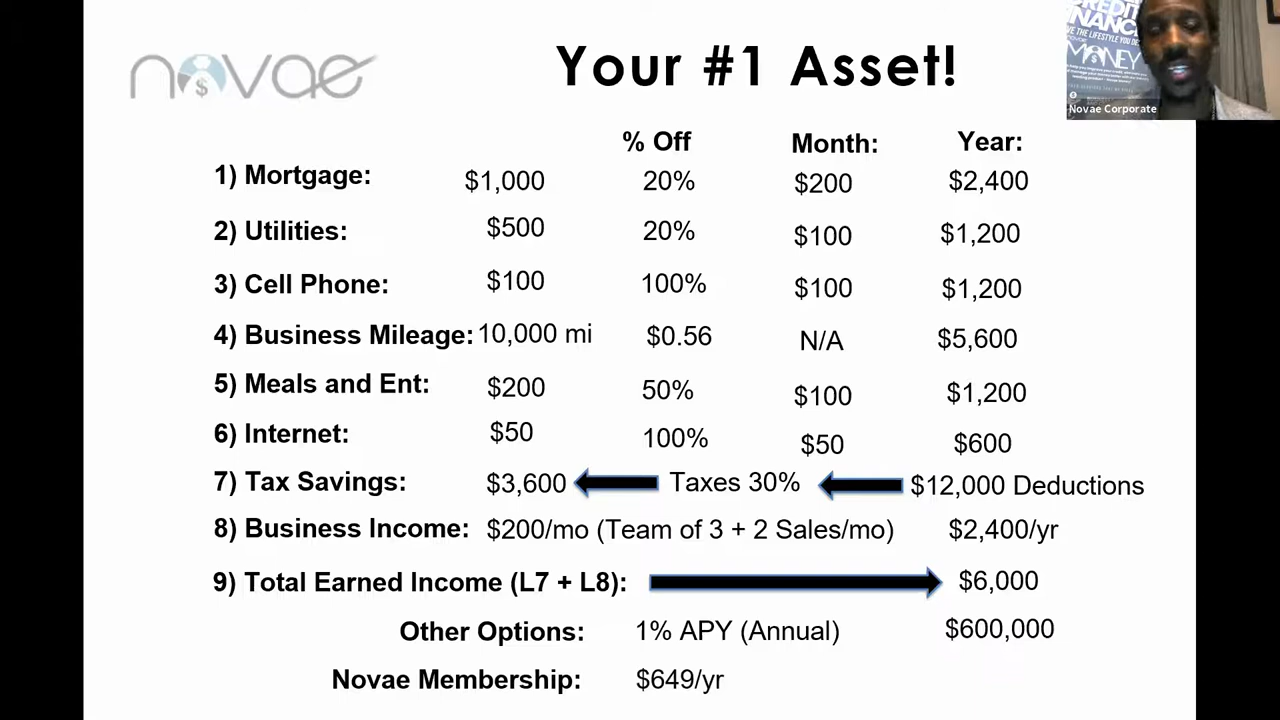 novae
Your #1 Asset!
CREDIT
FINANCE
MONEY
Novae Corporate
% Off Month: Year:
1) Mortgage: $1,000 20% $200 $2,400
2) Utilities: $500 20% $100 $1,200
3) Cell Phone: $100 100% $100 $1,200
4) Business Mileage: 10,000 mi $0.56 N/A $5,600
5) Meals and Ent: $200 50% $100 $1,200
6) Internet: $50 100% $50 $600
7) Tax Savings: $3,600 Taxes 30% $12,000 Deductions
8) Business Income: $200/mo (Team of 3 + 2 Sales/mo) $2,400/yr
9) Total Earned Income (L7 + L8): $6,000
Other Options: 1% APY (Annual) $600,000
Novae Membership: $649/yr